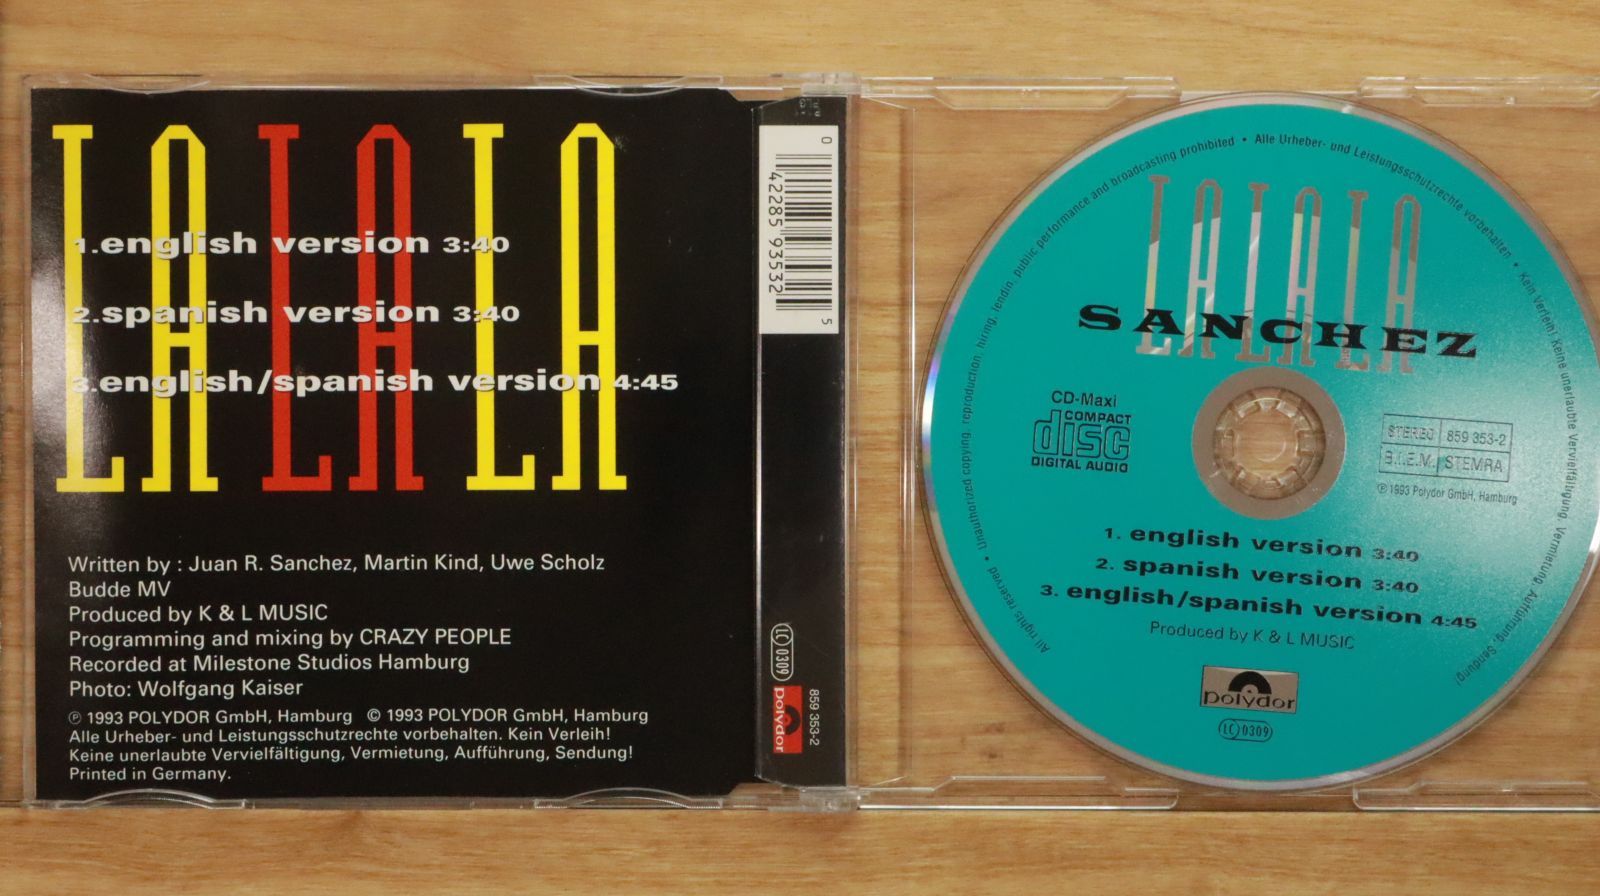 LA LA LA
1.english version 3:40
2.spanish version 3:40
3.english/spanish version 4:45
Written by : Juan R. Sanchez, Martin Kind, Uwe Scholz
Budde MV
Produced by K & L MUSIC
Programming and mixing by CRAZY PEOPLE
Recorded at Milestone Studios Hamburg
Photo: Wolfgang Kaiser
℗ 1993 POLYDOR GmbH, Hamburg © 1993 POLYDOR GmbH, Hamburg
Alle Urheber- und Leistungsschutzrechte vorbehalten. Kein Verleih!
Keine unerlaubte Vervielfältigung, Vermietung, Aufführung, Sendung!
Printed in Germany.
0 42285 93532 5
LC 0309
polydor
859 353-2
All rights reserved • Unauthorized copying, reproduction, hiring, lendin, public performance and broadcasting prohibited • Alle Urheber- und Leistungsschutzrechte vorbehalten • Kein Verleih! Keine unerlaubte Vervielfältigung, Vermietung, Aufführung, Sendung!
LA LA LA
SANCHEZ
CD-Maxi
COMPACT
disc
DIGITAL AUDIO
STEREO 859 353-2
B.I.E.M./ STEMRA
℗ 1993 Polydor GmbH, Hamburg
1. english version 3:40
2. spanish version 3:40
3. english/spanish version 4:45
Produced by K & L MUSIC
polydor
LC 0309